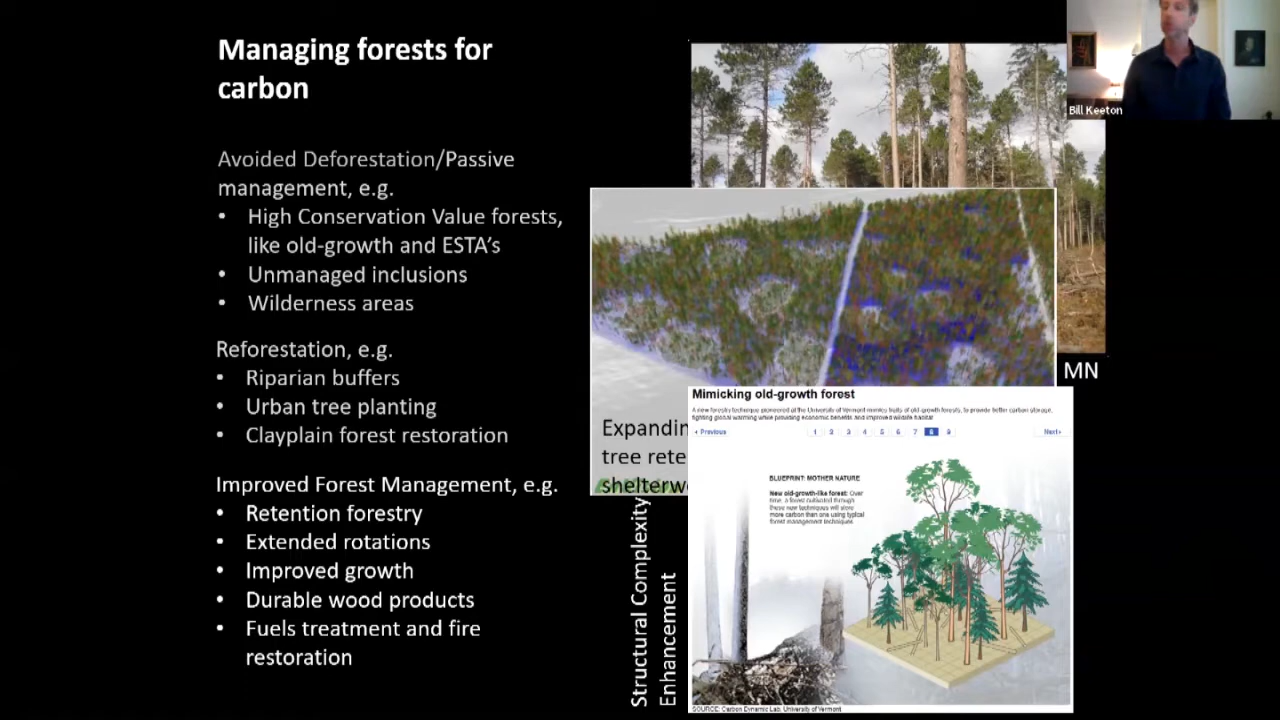 Managing forests for
carbon
Avoided Deforestation/Passive
management, e.g.
• High Conservation Value forests,
like old-growth and ESTA's
• Unmanaged inclusions
• Wilderness areas
Reforestation, e.g.
• Riparian buffers
• Urban tree planting
• Clayplain forest restoration
Improved Forest Management, e.g.
• Retention forestry
• Extended rotations
• Improved growth
• Durable wood products
• Fuels treatment and fire
restoration
Bill Keeton
MN
Expandin
tree rete
shelterw
Structural Complexity
Enhancement
Mimicking old-growth forest
A new forestry technique pioneered at the University of Vermont mimics traits of old-growth forests, to provide better carbon storage,
fighting global warming while providing economic benefits and improved wildlife habitat
‹ Previous 1 2 3 4 5 6 7 8 9 Next ›
BLUEPRINT: MOTHER NATURE
New old-growth-like forest: Over
time, a forest cultivated through
these new techniques will store
more carbon than one using typical
forest management techniques.
SOURCE: Carbon Dynamic Lab, University of Vermont